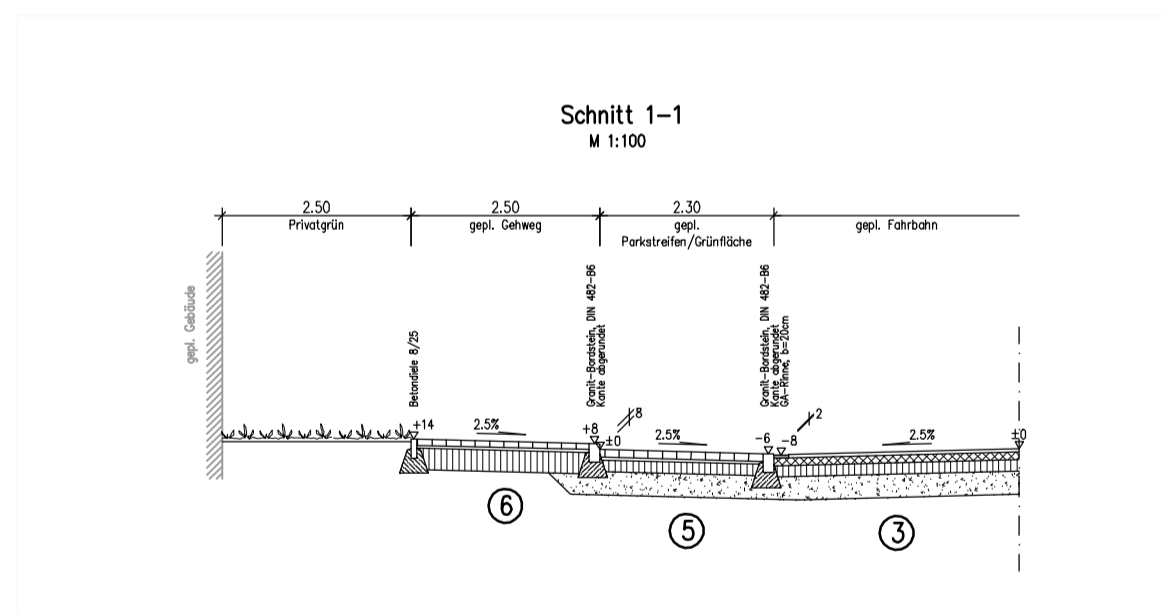 Schnitt 1-1
M 1:100
2.50
Privatgrün
2.50
gepl. Gehweg
2.30
gepl.
Parkstreifen/Grünfläche
gepl. Fahrbahn
gepl. Gebäude
Betondiele 8/25
Granit-Bordstein, DIN 482-B6
Kante abgerundet
Granit-Bordstein, DIN 482-B6
Kante abgerundet
GA-Rinne, b=20cm
+14
2.5%
+8
±0
8
2.5%
-6
-8
2
2.5%
±0
6
5
3